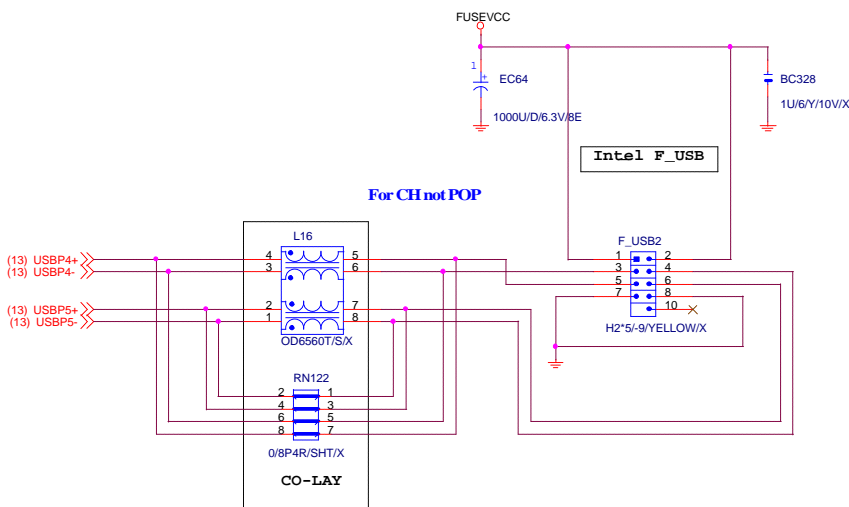 FUSEVCC
1
EC64
1000U/D/6.3V/8E
BC328
1U/6/Y/10V/X
Intel F_USB
For CH not POP
L16
F_USB2
(13) USBP4+
4 5
1 2
(13) USBP4-
3 6
3 4
5 6
(13) USBP5+
2 7
7 8
(13) USBP5-
1 8
10
OD6560T/S/X
H2*5/-9/YELLOW/X
RN122
2 1
4 3
6 5
8 7
0/8P4R/SHT/X
CO-LAY